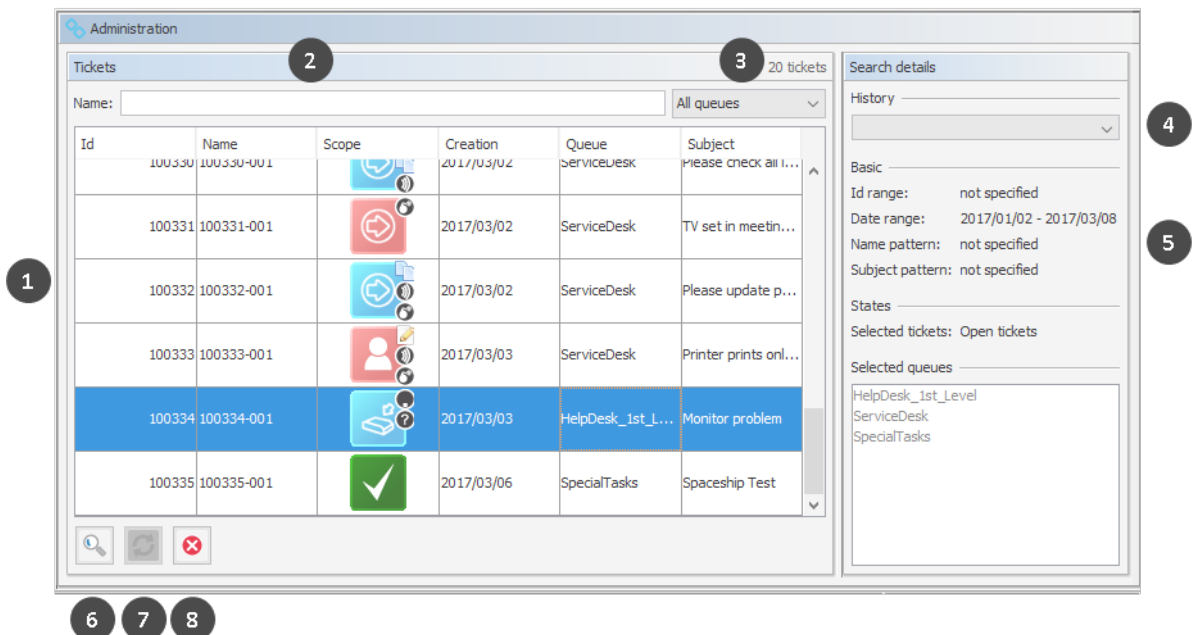 Administration
2
3
Tickets
20 tickets
Name:
All queues
Id Name Scope Creation Queue Subject
100330 100330-001 2017/03/02 ServiceDesk Please check all i...
100331 100331-001 2017/03/02 ServiceDesk TV set in meetin...
100332 100332-001 2017/03/02 ServiceDesk Please update p...
100333 100333-001 2017/03/03 ServiceDesk Printer prints onl...
100334 100334-001 ? 2017/03/03 HelpDesk_1st_L... Monitor problem
100335 100335-001 2017/03/06 SpecialTasks Spaceship Test
1
Search details
History
4
Basic
Id range: not specified
Date range: 2017/01/02 - 2017/03/08
Name pattern: not specified
5
Subject pattern: not specified
States
Selected tickets: Open tickets
Selected queues
HelpDesk_1st_Level
ServiceDesk
SpecialTasks
6 7 8